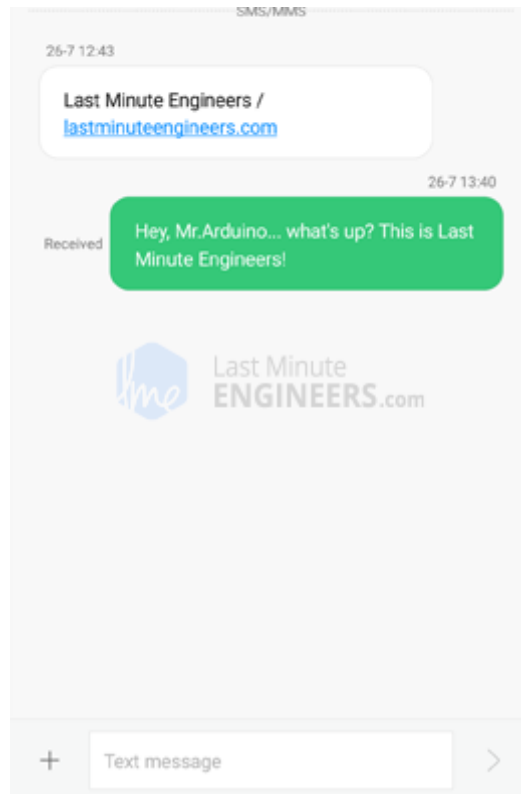 SMS/MMS
26-7 12:43
Last Minute Engineers /
lastminuteengineers.com
26-7 13:40
Received
Hey, Mr.Arduino... what's up? This is Last
Minute Engineers!
lme
Last Minute
ENGINEERS.com
Text message